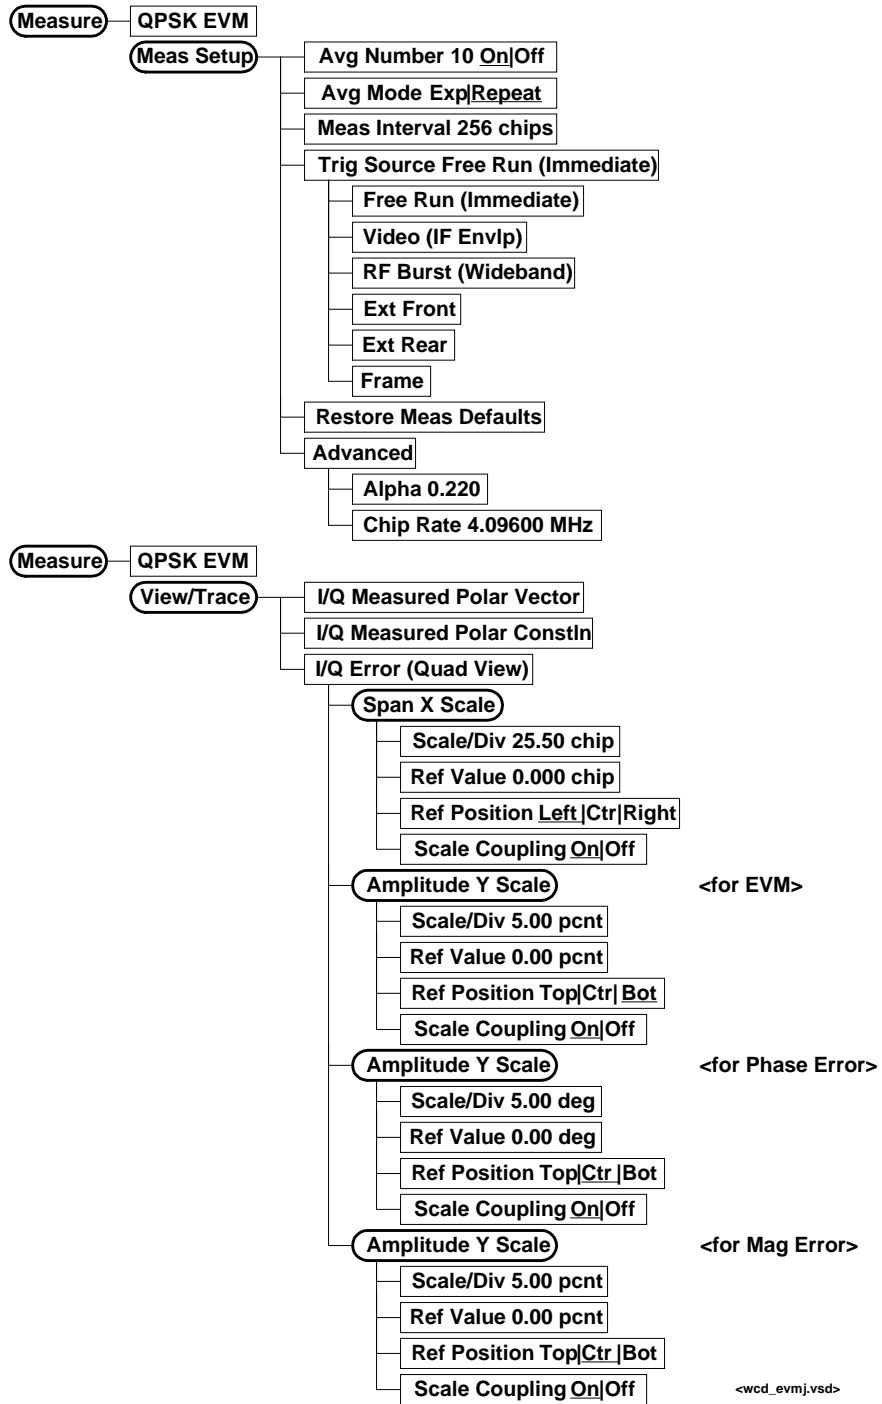 Measure QPSK EVM
Meas Setup Avg Number 10 On|Off
Avg Mode Exp|Repeat
Meas Interval 256 chips
Trig Source Free Run (Immediate)
Free Run (Immediate)
Video (IF Envlp)
RF Burst (Wideband)
Ext Front
Ext Rear
Frame
Restore Meas Defaults
Advanced
Alpha 0.220
Chip Rate 4.09600 MHz
Measure QPSK EVM
View/Trace I/Q Measured Polar Vector
I/Q Measured Polar Constln
I/Q Error (Quad View)
Span X Scale
Scale/Div 25.50 chip
Ref Value 0.000 chip
Ref Position Left |Ctr|Right
Scale Coupling On|Off
Amplitude Y Scale <for EVM>
Scale/Div 5.00 pcnt
Ref Value 0.00 pcnt
Ref Position Top|Ctr| Bot
Scale Coupling On|Off
Amplitude Y Scale <for Phase Error>
Scale/Div 5.00 deg
Ref Value 0.00 deg
Ref Position Top|Ctr |Bot
Scale Coupling On|Off
Amplitude Y Scale <for Mag Error>
Scale/Div 5.00 pcnt
Ref Value 0.00 pcnt
Ref Position Top|Ctr |Bot
Scale Coupling On|Off <wcd_evmj.vsd>